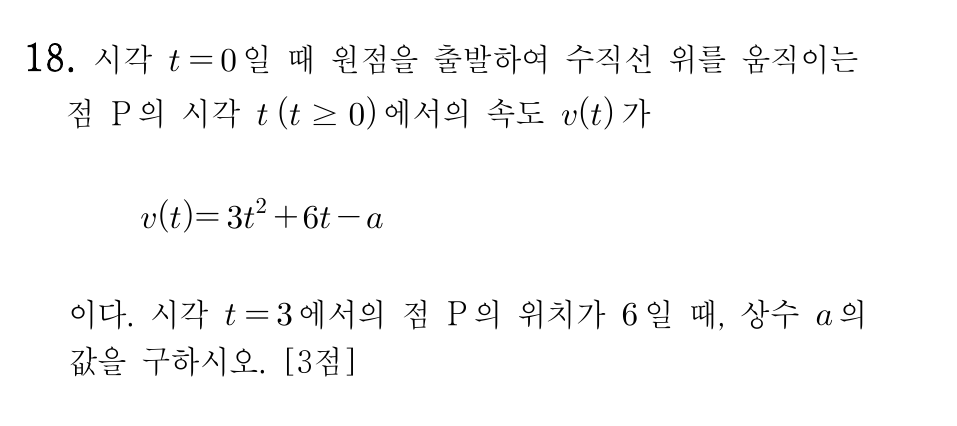 18. 시각 t=0일 때 원점을 출발하여 수직선 위를 움직이는
점 P의 시각 t(t≥0)에서의 속도 v(t)가
v(t)=3t²+6t-a
이다. 시각 t=3에서의 점 P의 위치가 6일 때, 상수 a의
값을 구하시오. [3점]